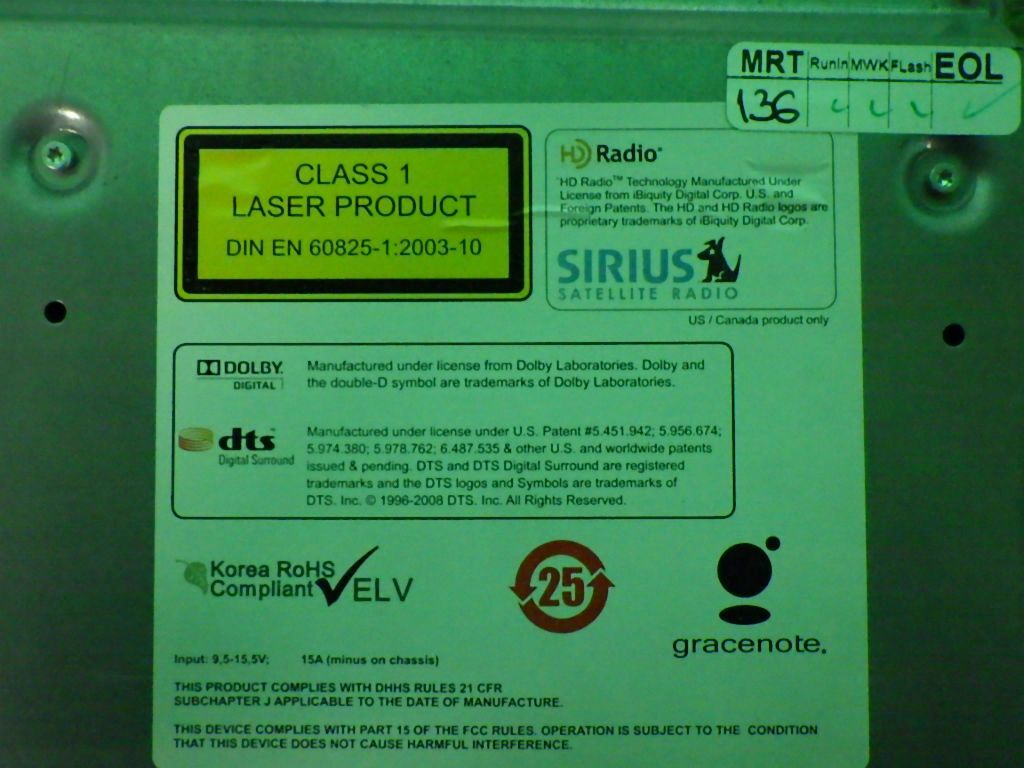 MRT RunIn MWK FLash EOL
136
CLASS 1
LASER PRODUCT
DIN EN 60825-1:2003-10
HD Radio
HD Radio™ Technology Manufactured Under
License from iBiquity Digital Corp. U.S. and
Foreign Patents. The HD and HD Radio logos are
proprietary trademarks of iBiquity Digital Corp.
SIRIUS
SATELLITE RADIO
US / Canada product only
DOLBY
DIGITAL
Manufactured under license from Dolby Laboratories. Dolby and
the double-D symbol are trademarks of Dolby Laboratories.
dts
Digital Surround
Manufactured under license under U.S. Patent #5.451.942; 5.956.674;
5.974.380; 5.978.762; 6.487.535 & other U.S. and worldwide patents
issued & pending. DTS and DTS Digital Surround are registered
trademarks and the DTS logos and Symbols are trademarks of
DTS. Inc. © 1996-2008 DTS. Inc. All Rights Reserved.
Korea RoHS
Compliant
ELV
25
gracenote.
Input: 9,5-15,5V; 15A (minus on chassis)
THIS PRODUCT COMPLIES WITH DHHS RULES 21 CFR
SUBCHAPTER J APPLICABLE TO THE DATE OF MANUFACTURE.
THIS DEVICE COMPLIES WITH PART 15 OF THE FCC RULES. OPERATION IS SUBJECT TO THE CONDITION
THAT THIS DEVICE DOES NOT CAUSE HARMFUL INTERFERENCE.